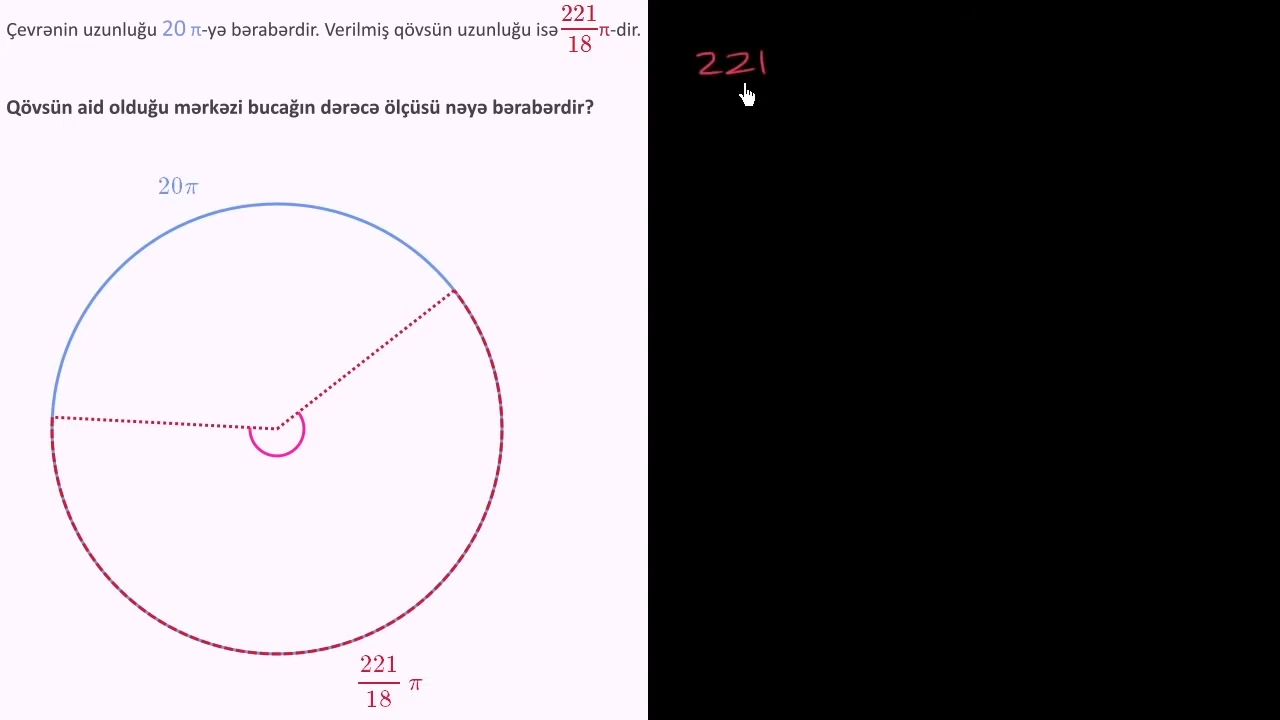 Çevrənin uzunluğu 20 π-yə bərabərdir. Verilmiş qövsün uzunluğu isə 221/18 π-dir.
221
Qövsün aid olduğu mərkəzi bucağın dərəcə ölçüsü nəyə bərabərdir?
20π
221/18 π